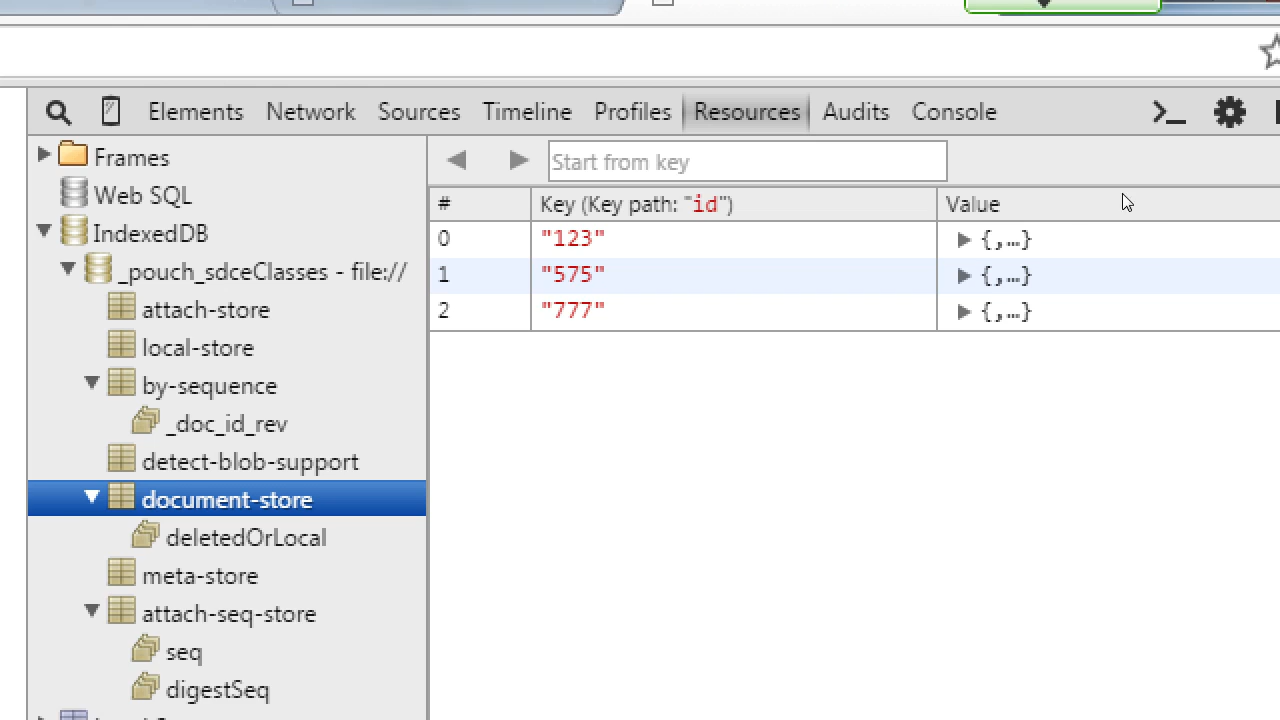 Elements Network Sources Timeline Profiles Resources Audits Console
Frames
Web SQL
IndexedDB
_pouch_sdceClasses - file://
attach-store
local-store
by-sequence
_doc_id_rev
detect-blob-support
document-store
deletedOrLocal
meta-store
attach-seq-store
seq
digestSeq
Start from key
# Key (Key path: "id") Value
0 "123" {,…}
1 "575" {,…}
2 "777" {,…}